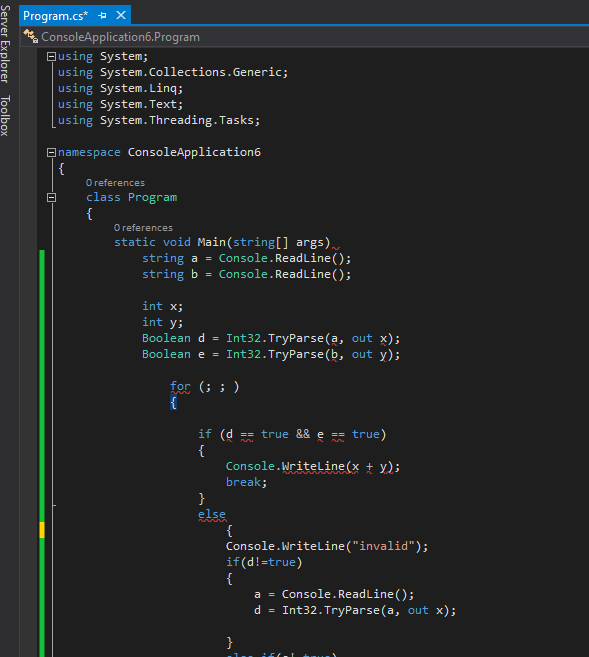 Server Explorer
Toolbox
Program.cs*
ConsoleApplication6.Program
using System;
using System.Collections.Generic;
using System.Linq;
using System.Text;
using System.Threading.Tasks;
namespace ConsoleApplication6
{
0 references
class Program
{
0 references
static void Main(string[] args)
string a = Console.ReadLine();
string b = Console.ReadLine();
int x;
int y;
Boolean d = Int32.TryParse(a, out x);
Boolean e = Int32.TryParse(b, out y);
for (; ; )
{
if (d == true && e == true)
{
Console.WriteLine(x + y);
break;
}
else
{
Console.WriteLine("invalid");
if(d!=true)
{
a = Console.ReadLine();
d = Int32.TryParse(a, out x);
}
else if(e! true)